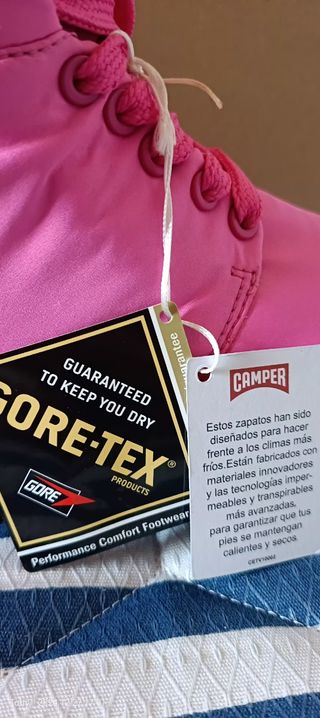 Guarantee
GUARANTEED
TO KEEP YOU DRY
GORE-TEX®
PRODUCTS
GORE
Performance Comfort Footwear
CAMPER
Estos zapatos han sido
diseñados para hacer
frente a los climas más
fríos.Están fabricados con
materiales innovadores
y las tecnologías imper-
meables y transpirables
más avanzadas,
para garantizar que tus
pies se mantengan
calientes y secos.